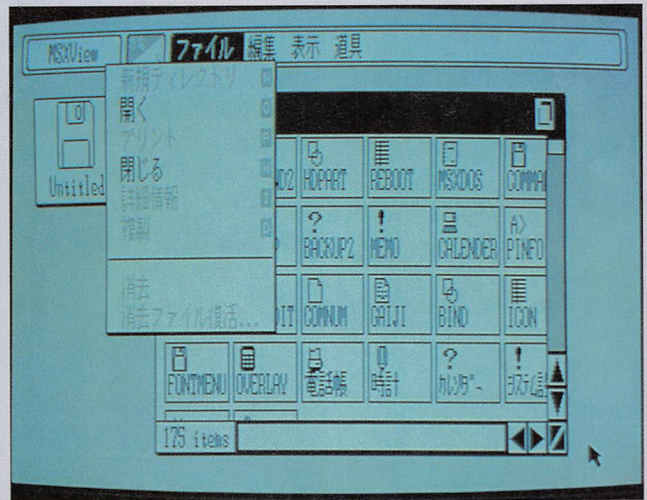 MSXView ファイル 編集 表示 道具
新規ディレクトリ
開く
プリント
閉じる
詳細情報
複製
消去
消去ファイル復活...
Untitled
HDPART REBOOT MSXDOS
BACKUP2 MEMO CALENDER PINFO
COMNUM GAIJI BIND ICON
FONTMENU OVERLAY 電話帳 時計 カレンダー
175 items